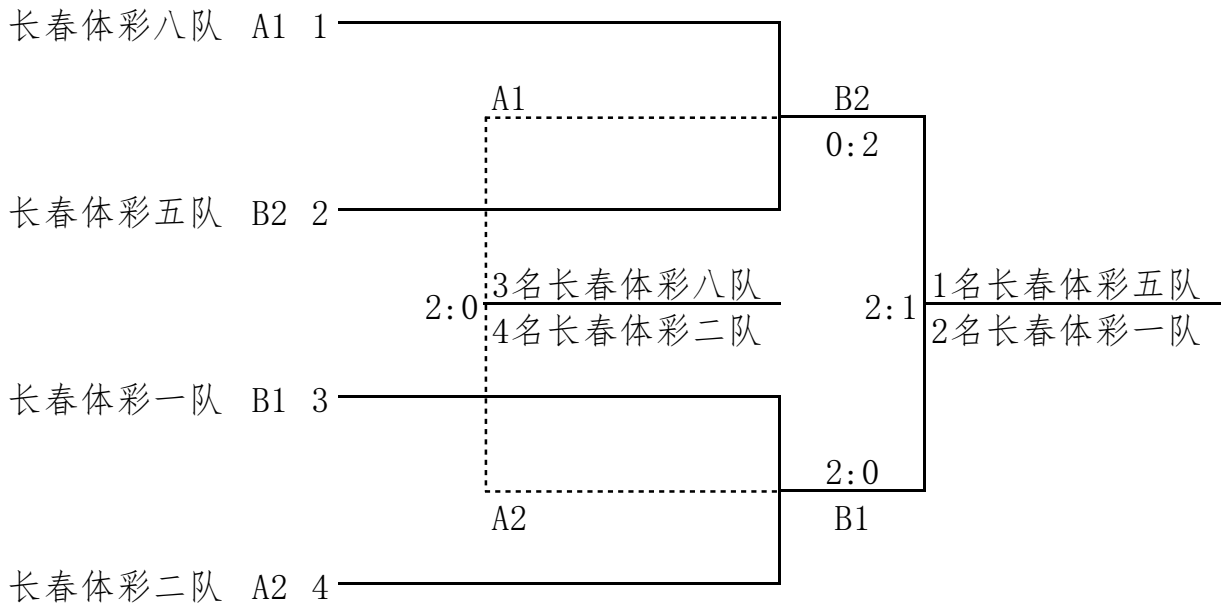 长春体彩八队 A1 1
A1
B2
0:2
长春体彩五队 B2 2
3名长春体彩八队
2:0
4名长春体彩二队
1名长春体彩五队
2:1
2名长春体彩一队
长春体彩一队 B1 3
2:0
A2
B1
长春体彩二队 A2 4